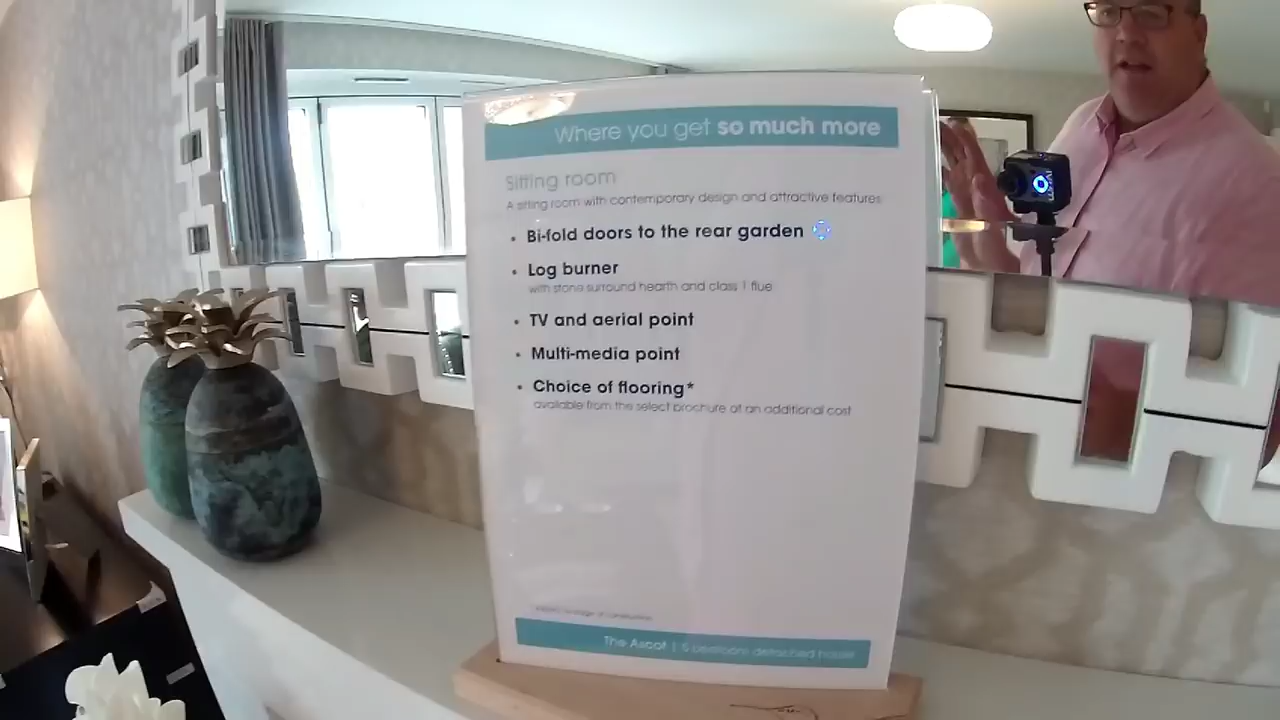 Where you get so much more
Sitting room
A sitting room with contemporary design and attractive features
• Bi-fold doors to the rear garden
• Log burner
with stone surround hearth and class 1 flue
• TV and aerial point
• Multi-media point
• Choice of flooring*
available from the select brochure at an additional cost
The Ascot | 5 bedroom detached house